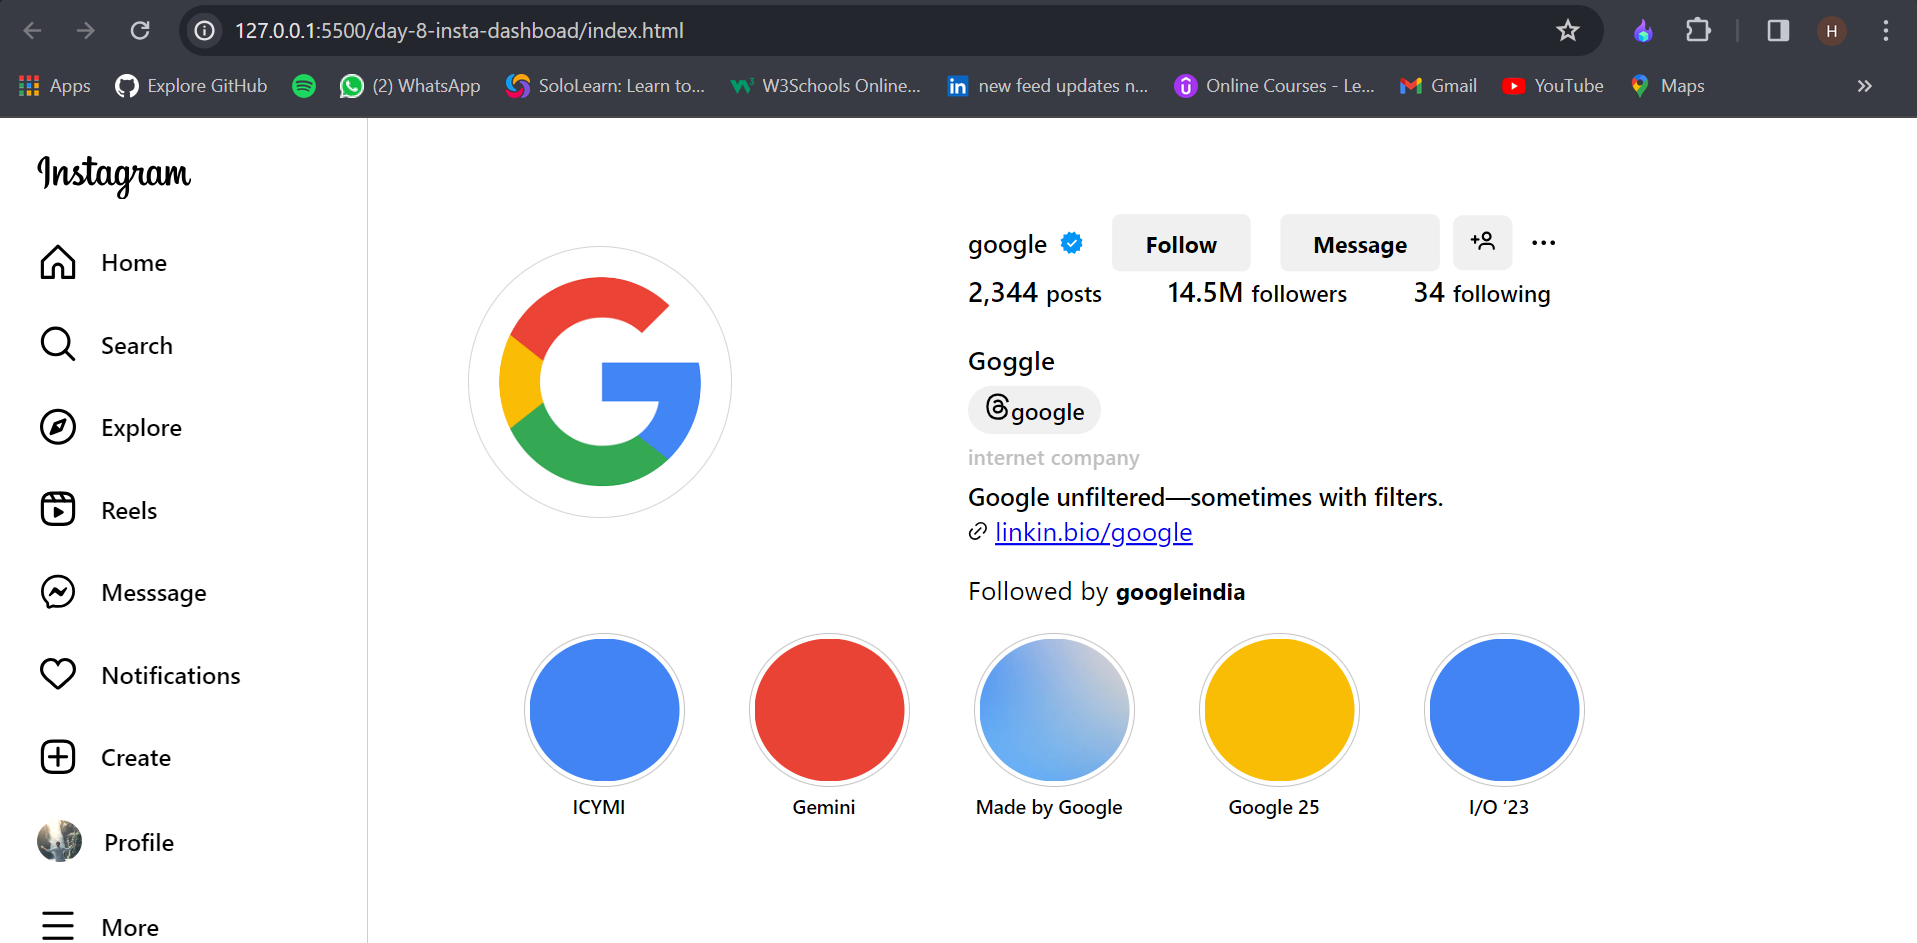 127.0.0.1:5500/day-8-insta-dashboad/index.html
H
Apps Explore GitHub (2) WhatsApp SoloLearn: Learn to... W3Schools Online... new feed updates n... Online Courses - Le... Gmail YouTube Maps
Instagram
Home
Search
Explore
Reels
Messsage
Notifications
Create
Profile
More
google Follow Message
2,344 posts 14.5M followers 34 following
Goggle
google
internet company
Google unfiltered—sometimes with filters.
linkin.bio/google
Followed by googleindia
ICYMI Gemini Made by Google Google 25 I/O ‘23